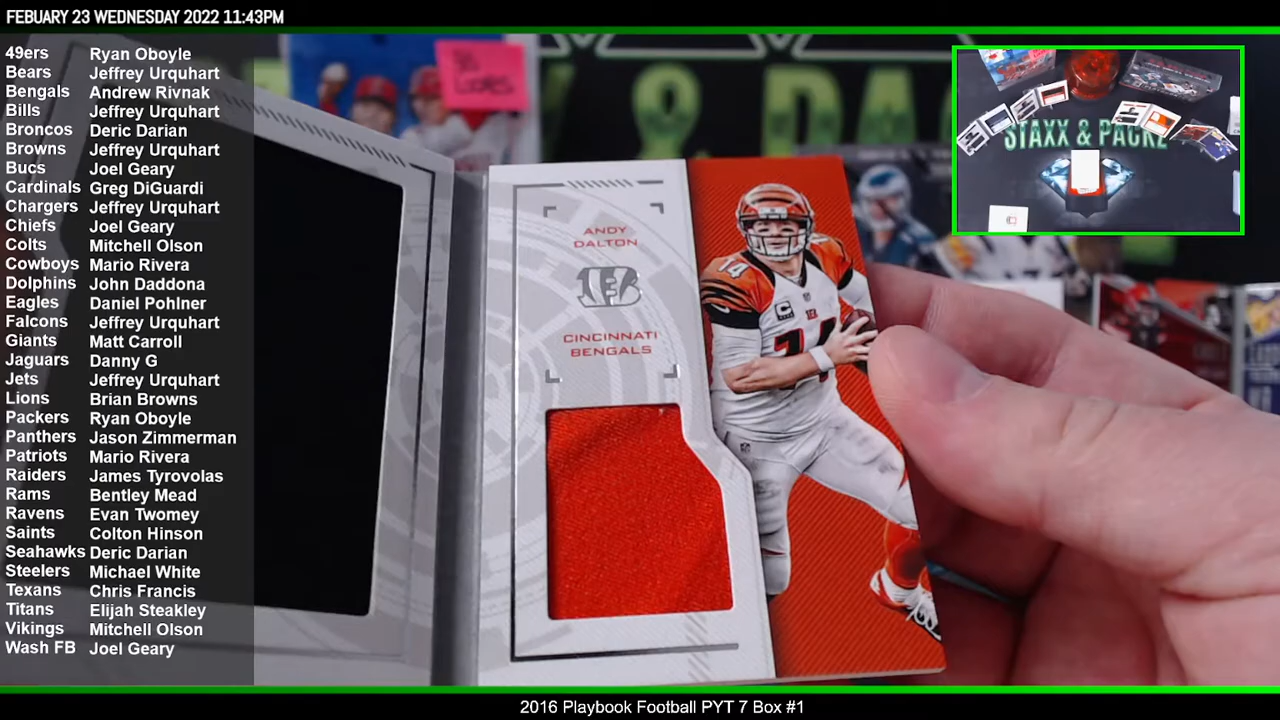 FEBUARY 23 WEDNESDAY 2022 11:43PM
49ers Ryan Oboyle
Bears Jeffrey Urquhart
Bengals Andrew Rivnak
Bills Jeffrey Urquhart
Broncos Deric Darian
Browns Jeffrey Urquhart
Bucs Joel Geary
Cardinals Greg DiGuardi
Chargers Jeffrey Urquhart
Chiefs Joel Geary
Colts Mitchell Olson
Cowboys Mario Rivera
Dolphins John Daddona
Eagles Daniel Pohlner
Falcons Jeffrey Urquhart
Giants Matt Carroll
Jaguars Danny G
Jets Jeffrey Urquhart
Lions Brian Browns
Packers Ryan Oboyle
Panthers Jason Zimmerman
Patriots Mario Rivera
Raiders James Tyrovolas
Rams Bentley Mead
Ravens Evan Twomey
Saints Colton Hinson
Seahawks Deric Darian
Steelers Michael White
Texans Chris Francis
Titans Elijah Steakley
Vikings Mitchell Olson
Wash FB Joel Geary
ANDY
DALTON
B
CINCINNATI
BENGALS
14
C
14
STAXX & PACKZ
2016 Playbook Football PYT 7 Box #1